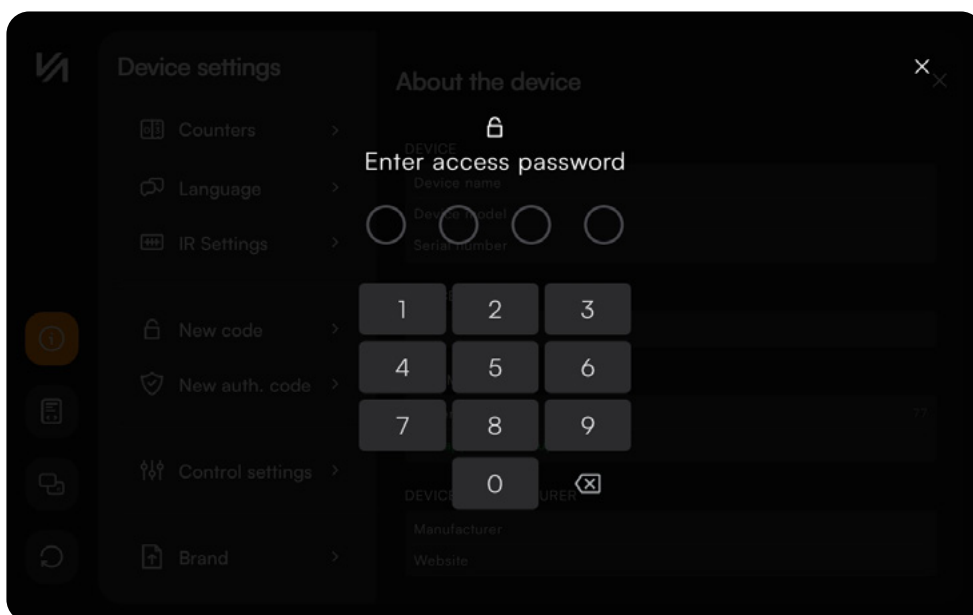 Device settings
About the device
Counters
DEVICE
Enter access password
Device name
Language
Device model
IR Settings
Serial number
1 2 3
New code
4 5 6
New auth. code
7 8 9
??
Control settings
0
Manufacturer
Brand
Website